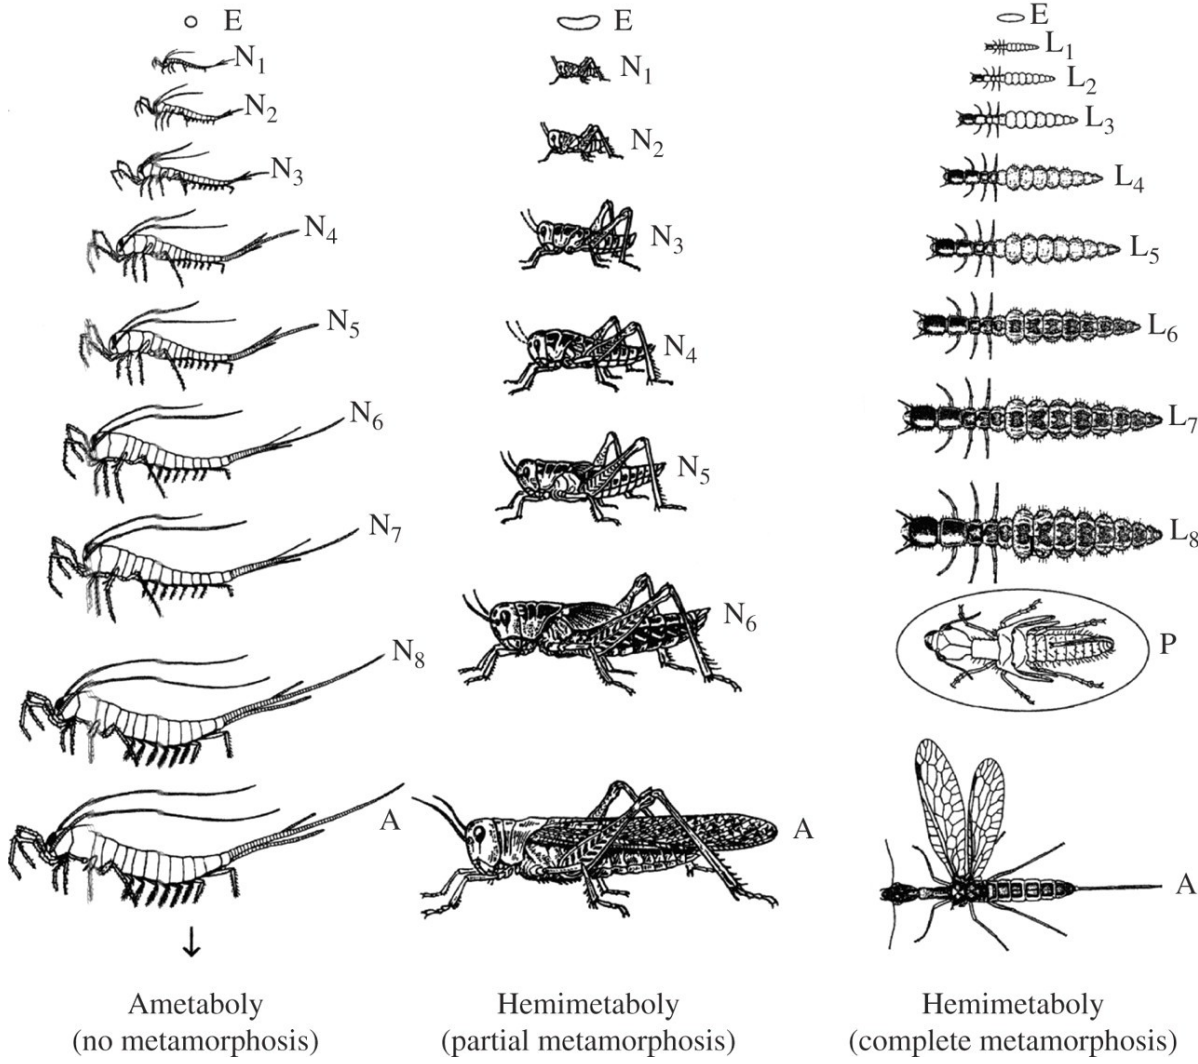 E
N1
N2
N3
N4
N5
N6
N7
N8
A
Ametaboly
(no metamorphosis)
E
N1
N2
N3
N4
N5
N6
A
Hemimetaboly
(partial metamorphosis)
E
L1
L2
L3
L4
L5
L6
L7
L8
P
A
Hemimetaboly
(complete metamorphosis)